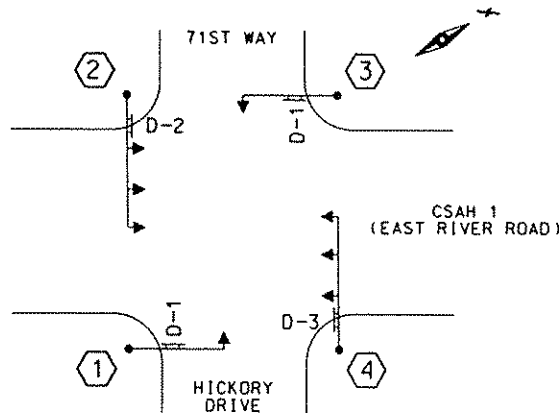 71ST WAY
2
3
D-2
D-1
CSAH 1
(EAST RIVER ROAD)
D-1
D-3
1
4
HICKORY
DRIVE